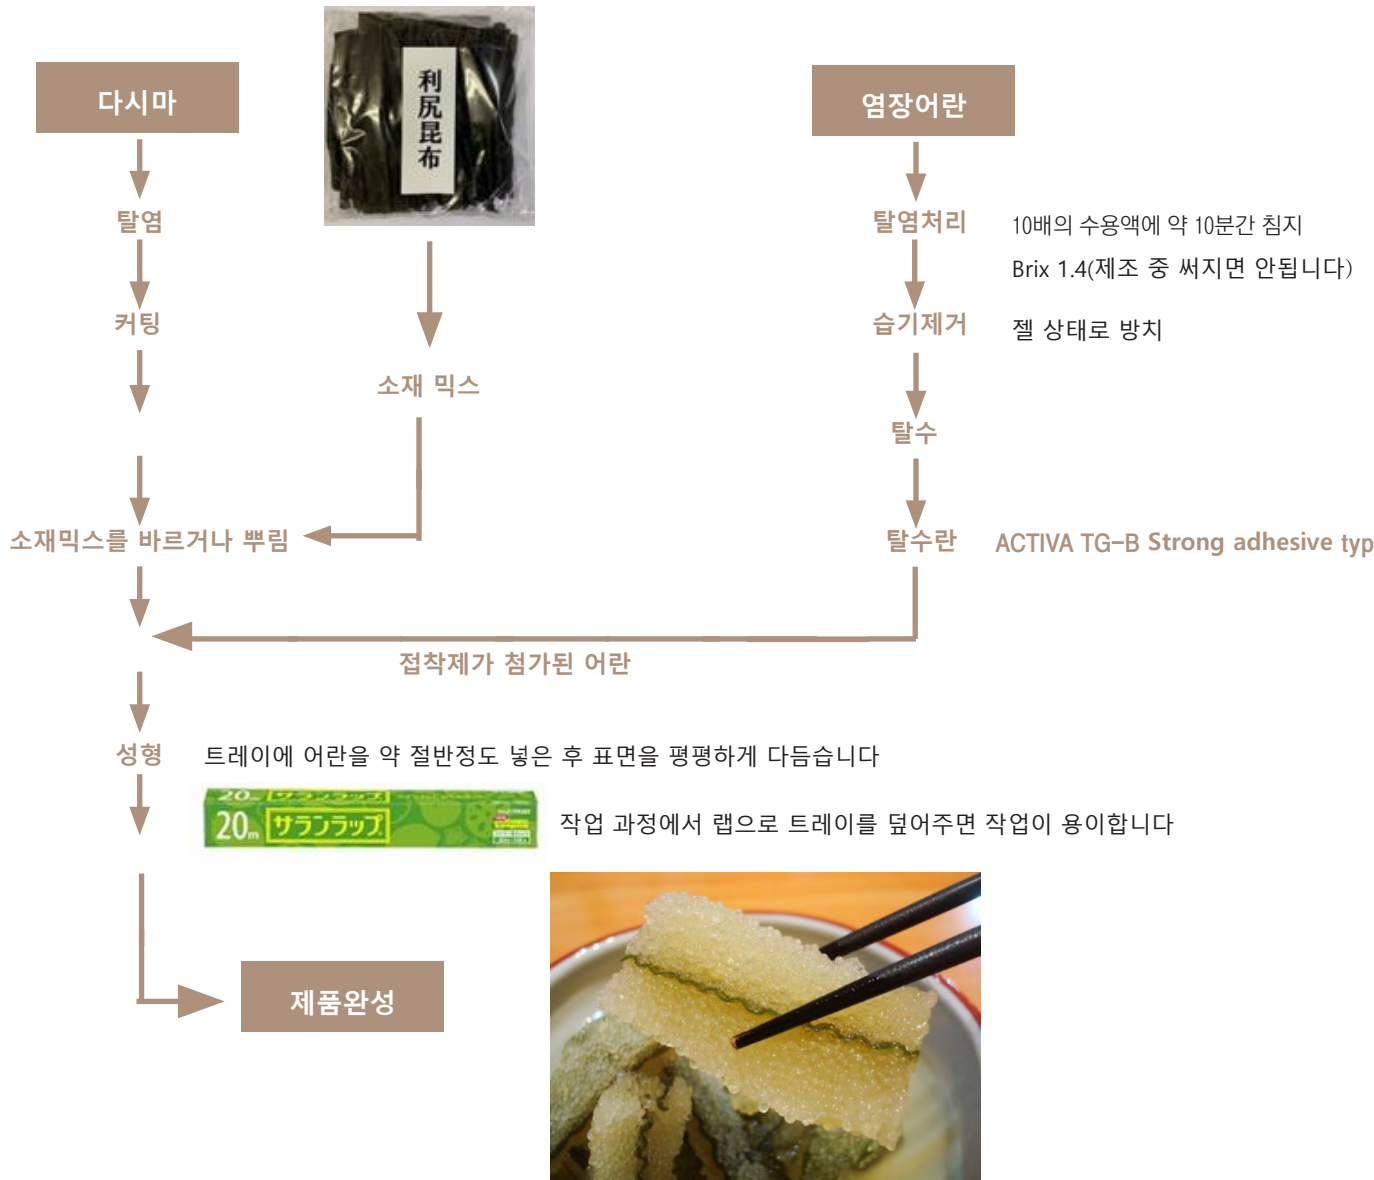 다시마
利尻昆布
염장어란
탈염
탈염처리
10배의 수용액에 약 10분간 침지
Brix 1.4(제조 중 써지면 안됩니다)
커팅
습기제거
젤 상태로 방치
소재 믹스
탈수
소재믹스를 바르거나 뿌림
탈수란
ACTIVA TG-B Strong adhesive typ
접착제가 첨가된 어란
성형
트레이에 어란을 약 절반정도 넣은 후 표면을 평평하게 다듬습니다
20m サランラップ
20m サランラップ
작업 과정에서 랩으로 트레이를 덮어주면 작업이 용이합니다
제품완성